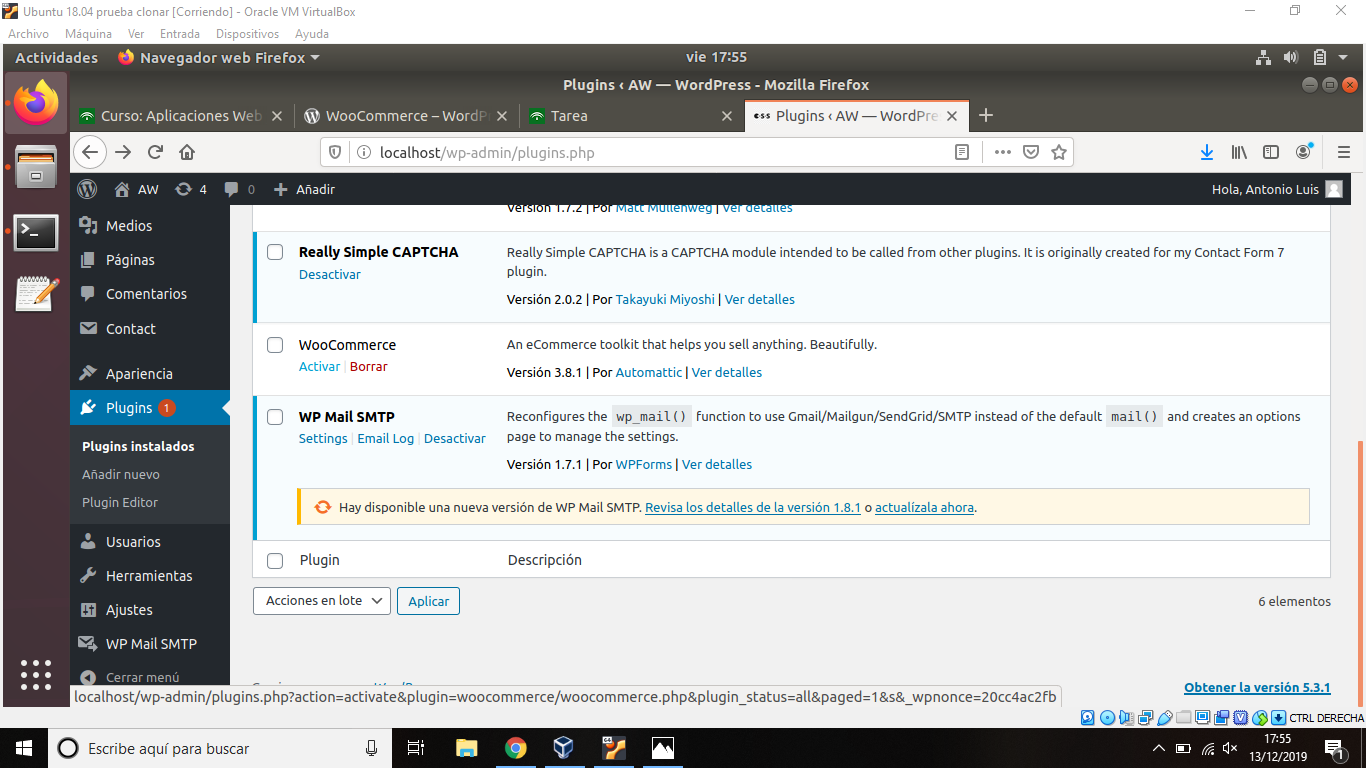 Ubuntu 18.04 prueba clonar [Corriendo] - Oracle VM VirtualBox
Archivo Máquina Ver Entrada Dispositivos Ayuda
Actividades Navegador web Firefox vie 17:55
Plugins ‹ AW — WordPress - Mozilla Firefox
Curso: Aplicaciones Web WooCommerce – WordP Tarea Plugins ‹ AW — WordPre
localhost/wp-admin/plugins.php
AW 4 0 Añadir Hola, Antonio Luis
Versión 1.7.2 | Por Matt Mullenweg | Ver detalles
Medios
Páginas
Comentarios
Contact
Apariencia
Plugins 1
Plugins instalados
Añadir nuevo
Plugin Editor
Usuarios
Herramientas
Ajustes
WP Mail SMTP
Cerrar menú
Really Simple CAPTCHA
Desactivar
Really Simple CAPTCHA is a CAPTCHA module intended to be called from other plugins. It is originally created for my Contact Form 7
plugin.
Versión 2.0.2 | Por Takayuki Miyoshi | Ver detalles
WooCommerce
Activar | Borrar
An eCommerce toolkit that helps you sell anything. Beautifully.
Versión 3.8.1 | Por Automattic | Ver detalles
WP Mail SMTP
Settings | Email Log | Desactivar
Reconfigures the wp_mail() function to use Gmail/Mailgun/SendGrid/SMTP instead of the default mail() and creates an options
page to manage the settings.
Versión 1.7.1 | Por WPForms | Ver detalles
Hay disponible una nueva versión de WP Mail SMTP. Revisa los detalles de la versión 1.8.1 o actualízala ahora.
Plugin Descripción
Acciones en lote Aplicar 6 elementos
Obtener la versión 5.3.1
localhost/wp-admin/plugins.php?action=activate&plugin=woocommerce/woocommerce.php&plugin_status=all&paged=1&s&_wpnonce=20cc4ac2fb
CTRL DERECHA
Escribe aquí para buscar
17:55
13/12/2019
1